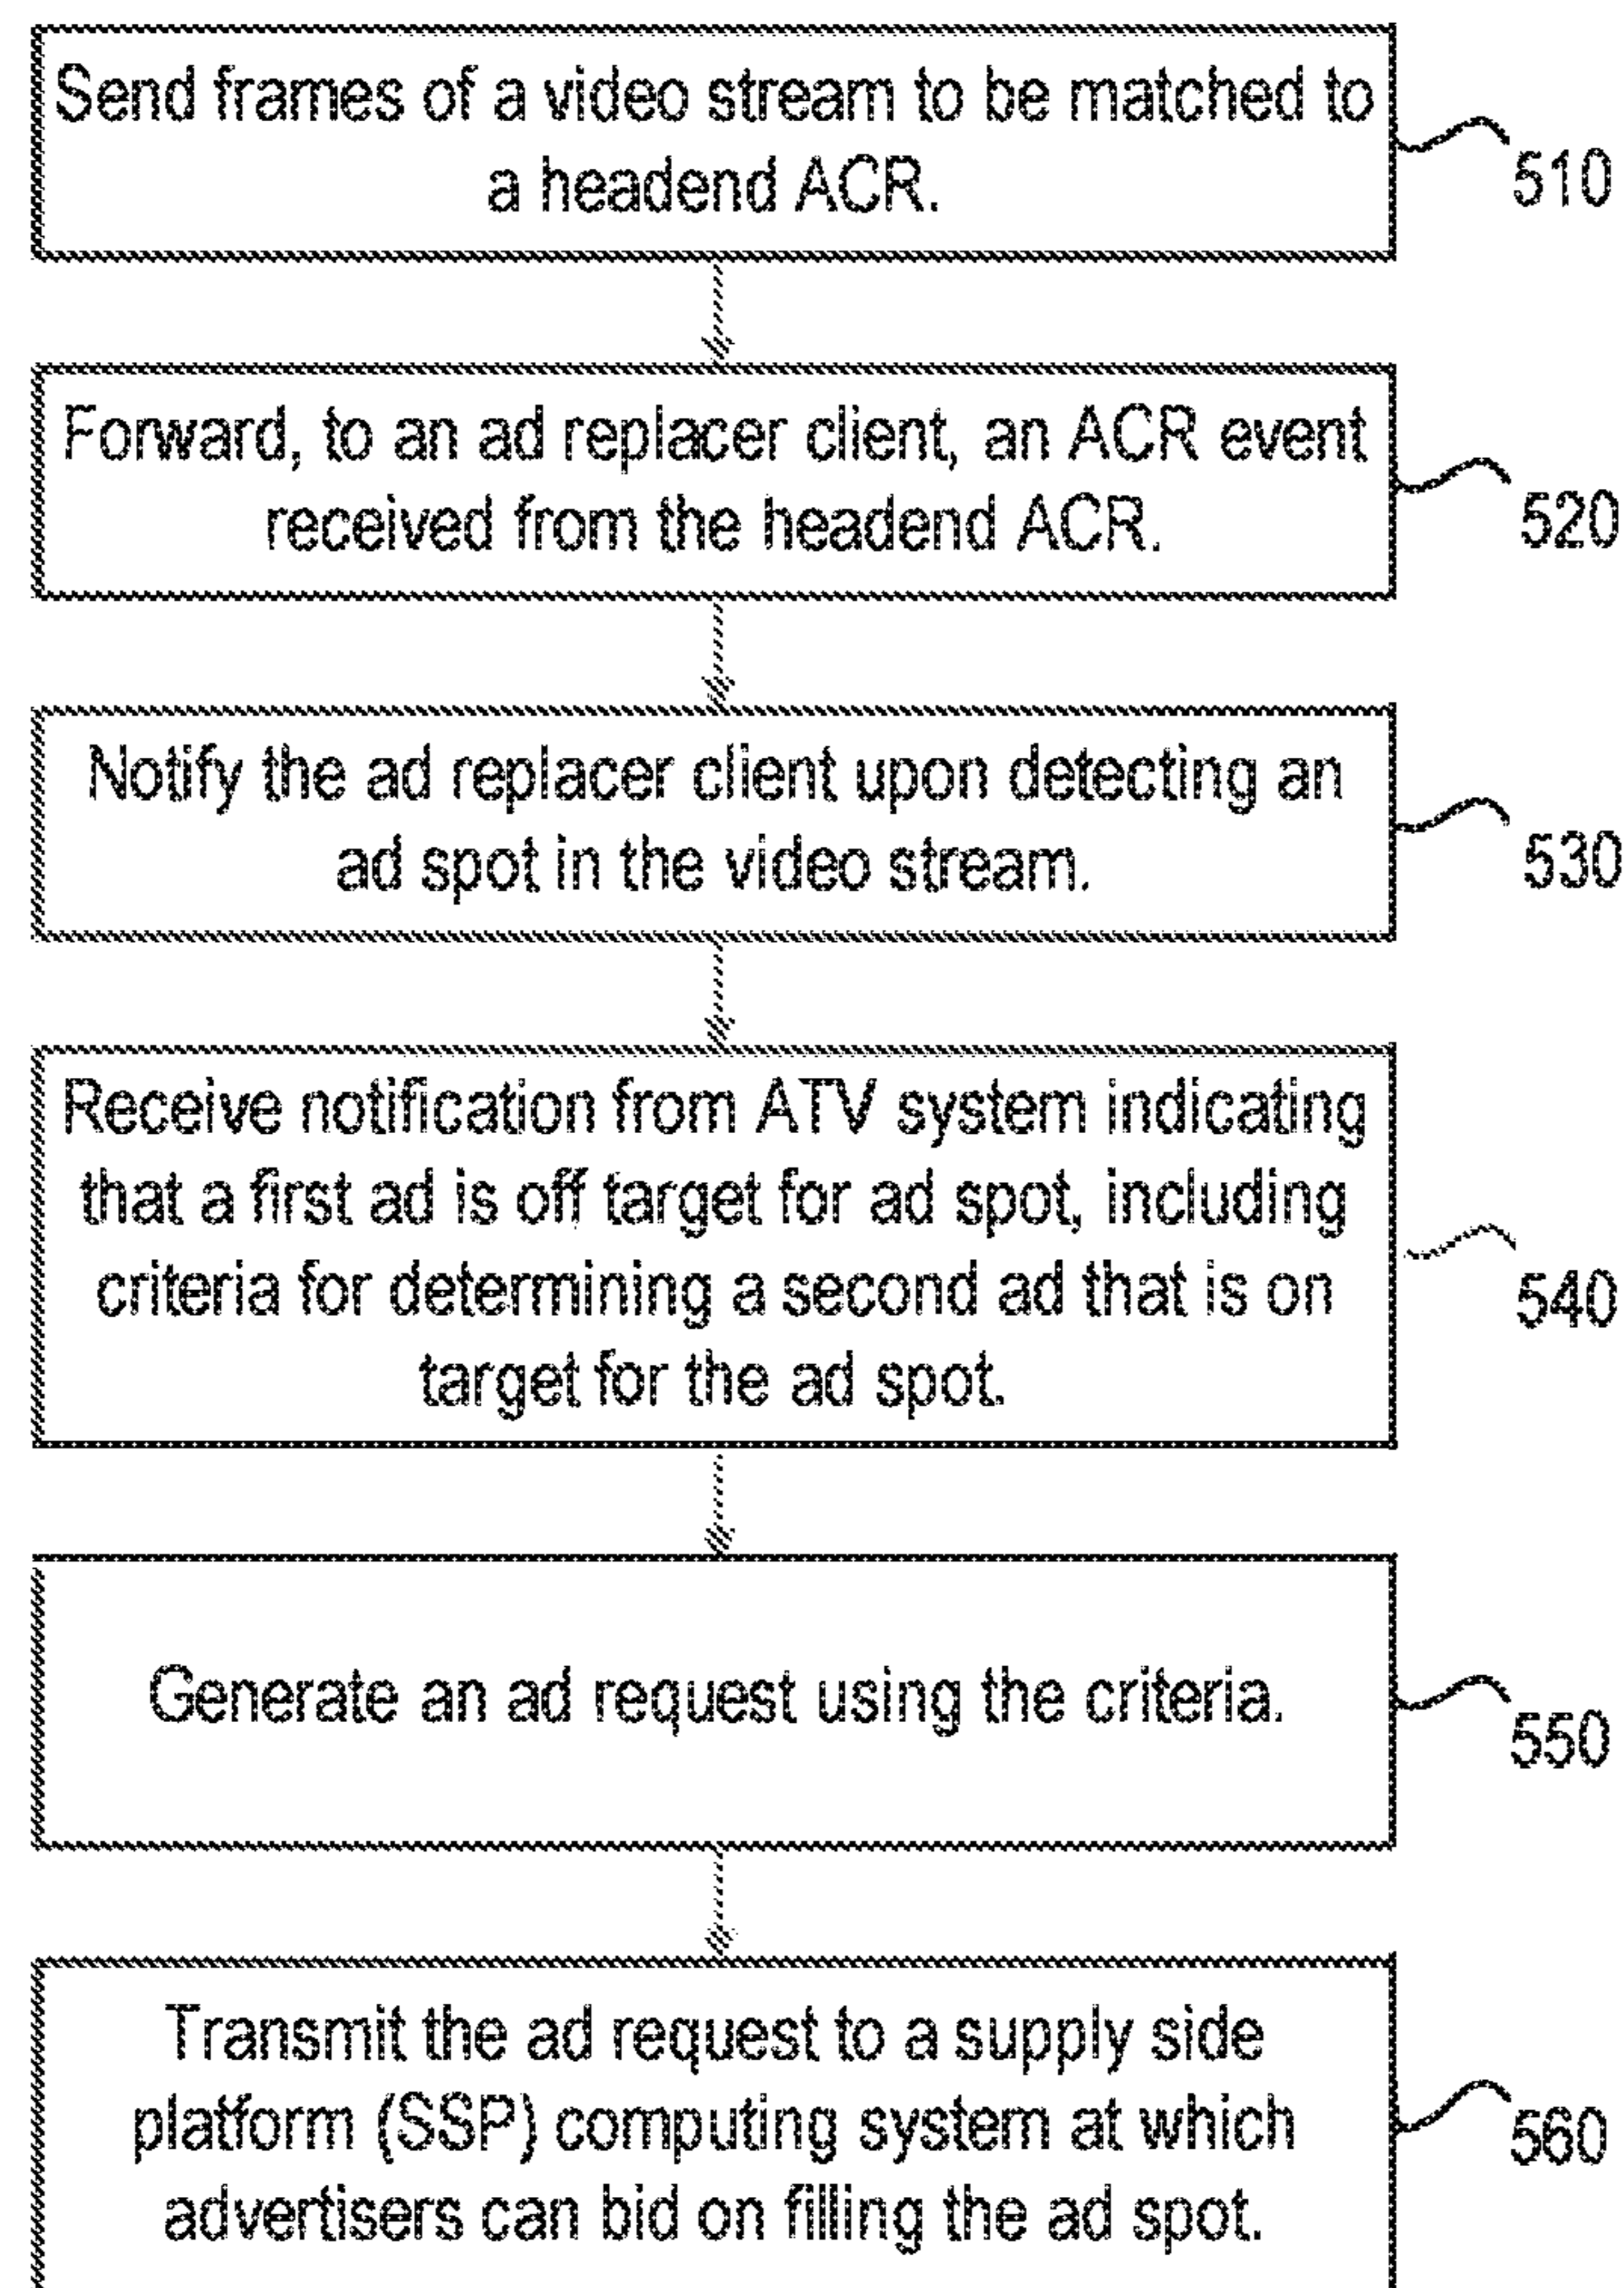 Send frames of a video stream to be matched to
a headend ACR.
510
Forward, to an ad replacer client, an ACR event
received from the headend ACR.
520
Notify the ad replacer client upon detecting an
ad spot in the video stream.
530
Receive notification from ATV system indicating
that a first ad is off target for ad spot, including
criteria for determining a second ad that is on
target for the ad spot.
540
Generate an ad request using the criteria.
550
Transmit the ad request to a supply side
platform (SSP) computing system at which
advertisers can bid on filling the ad spot.
560